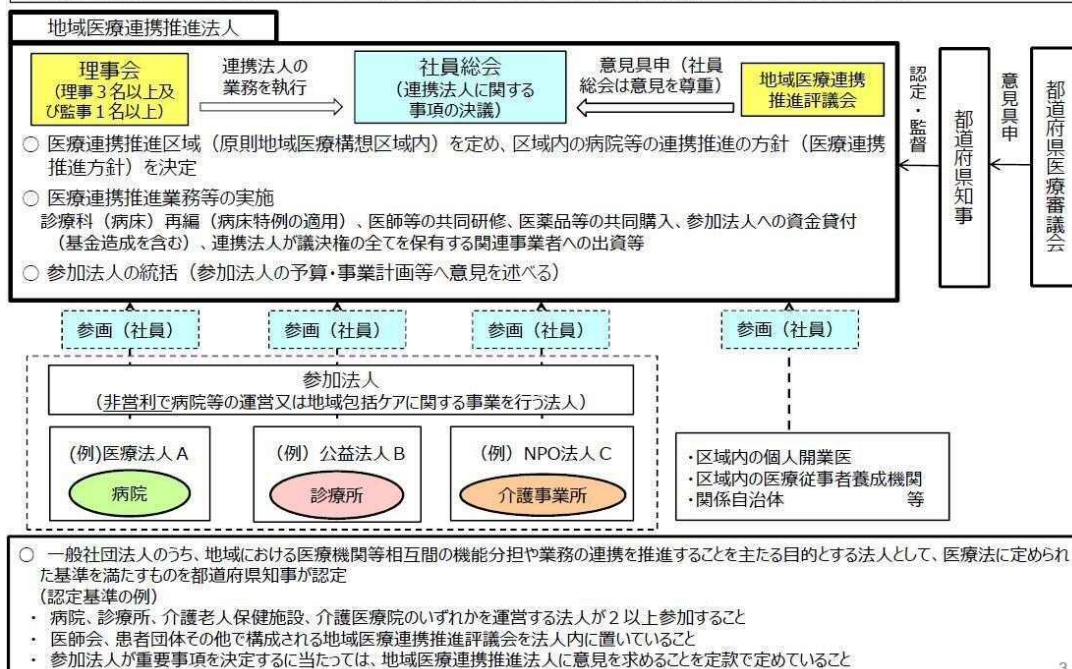 地域医療連携推進法人
理事会
(理事3名以上及
び監事1名以上)
連携法人の
業務を執行
社員総会
(連携法人に関する
事項の決議)
意見具申(社員
総会は意見を尊重)
地域医療連携
推進評議会
認定・監督
都道府県知事
意見具申
都道府県医療審議会
○ 医療連携推進区域(原則地域医療構想区域内)を定め、区域内の病院等の連携推進の方針(医療連携
推進方針)を決定
○ 医療連携推進業務等の実施
診療科(病床)再編(病床特例の適用)、医師等の共同研修、医薬品等の共同購入、参加法人への資金貸付
(基金造成を含む)、連携法人が議決権の全てを保有する関連事業者への出資等
○ 参加法人の統括(参加法人の予算・事業計画等へ意見を述べる)
参画(社員)
参画(社員)
参画(社員)
参画(社員)
参加法人
(非営利で病院等の運営又は地域包括ケアに関する事業を行う法人)
(例)医療法人A
病院
(例) 公益法人B
診療所
(例) NPO法人C
介護事業所
・区域内の個人開業医
・区域内の医療従事者養成機関
・関係自治体 等
○ 一般社団法人のうち、地域における医療機関等相互間の機能分担や業務の連携を推進することを主たる目的とする法人として、医療法に定められ
た基準を満たすものを都道府県知事が認定
(認定基準の例)
・ 病院、診療所、介護老人保健施設、介護医療院のいずれかを運営する法人が2以上参加すること
・ 医師会、患者団体その他で構成される地域医療連携推進評議会を法人内に置いていること
・ 参加法人が重要事項を決定するに当たっては、地域医療連携推進法人に意見を求めることを定款で定めていること
3